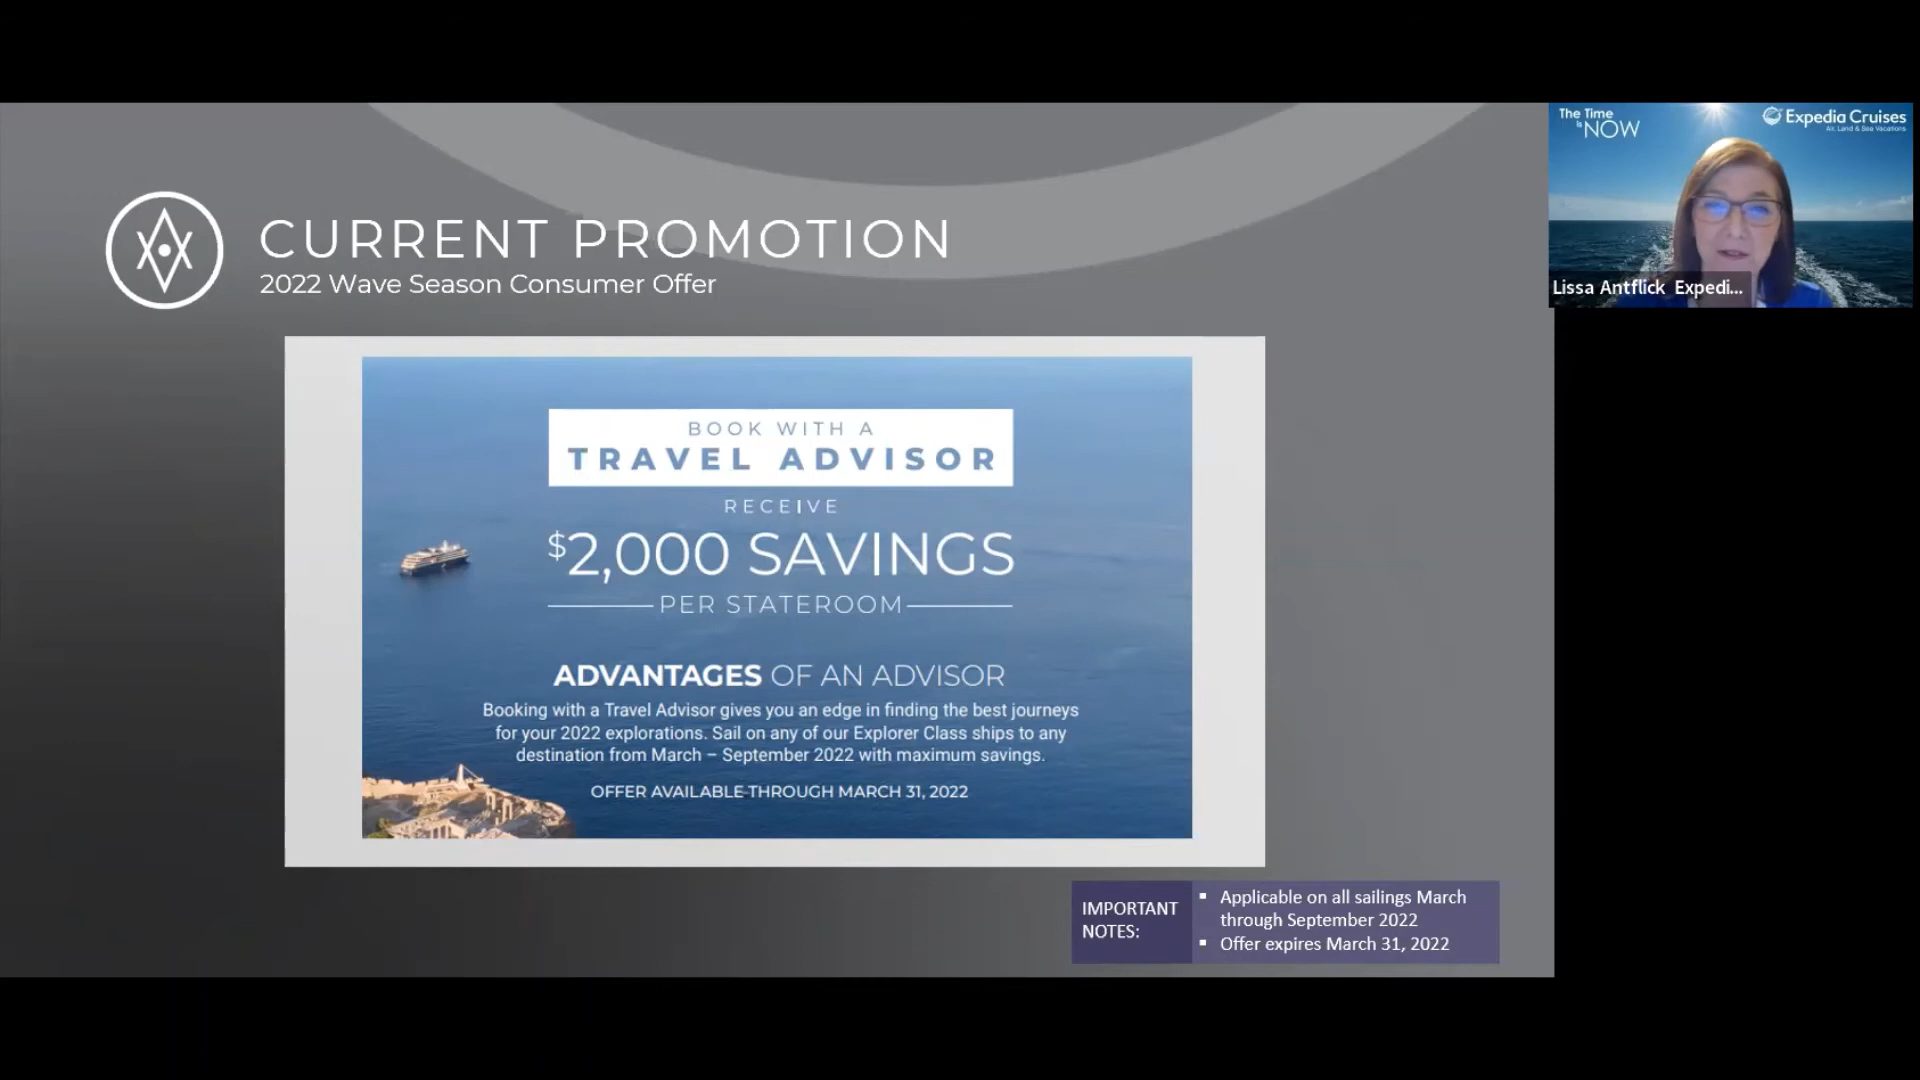 CURRENT PROMOTION
2022 Wave Season Consumer Offer
BOOK WITH A
TRAVEL ADVISOR
RECEIVE
$2,000 SAVINGS
PER STATEROOM
ADVANTAGES OF AN ADVISOR
Booking with a Travel Advisor gives you an edge in finding the best journeys
for your 2022 explorations. Sail on any of our Explorer Class ships to any
destination from March – September 2022 with maximum savings.
OFFER AVAILABLE THROUGH MARCH 31, 2022
IMPORTANT
NOTES:
▪ Applicable on all sailings March
through September 2022
▪ Offer expires March 31, 2022
The Time
is NOW
Expedia Cruises
Air, Land & Sea Vacations
Lissa Antflick Expedi...